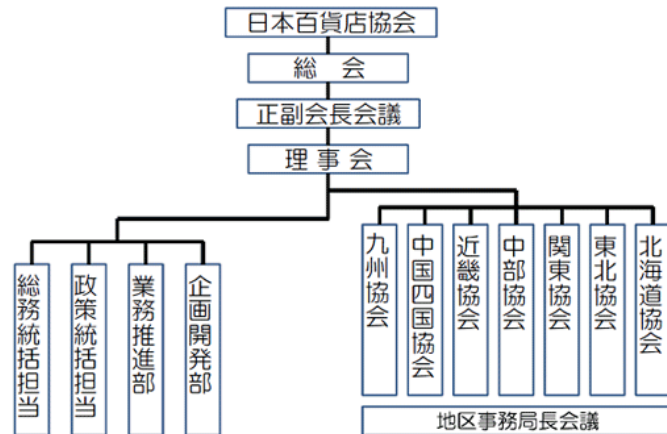 日本百貨店協会
総　会
正副会長会議
理 事 会
総務統括担当
政策統括担当
業務推進部
企画開発部
九州協会
中国四国協会
近畿協会
中部協会
関東協会
東北協会
北海道協会
地区事務局長会議